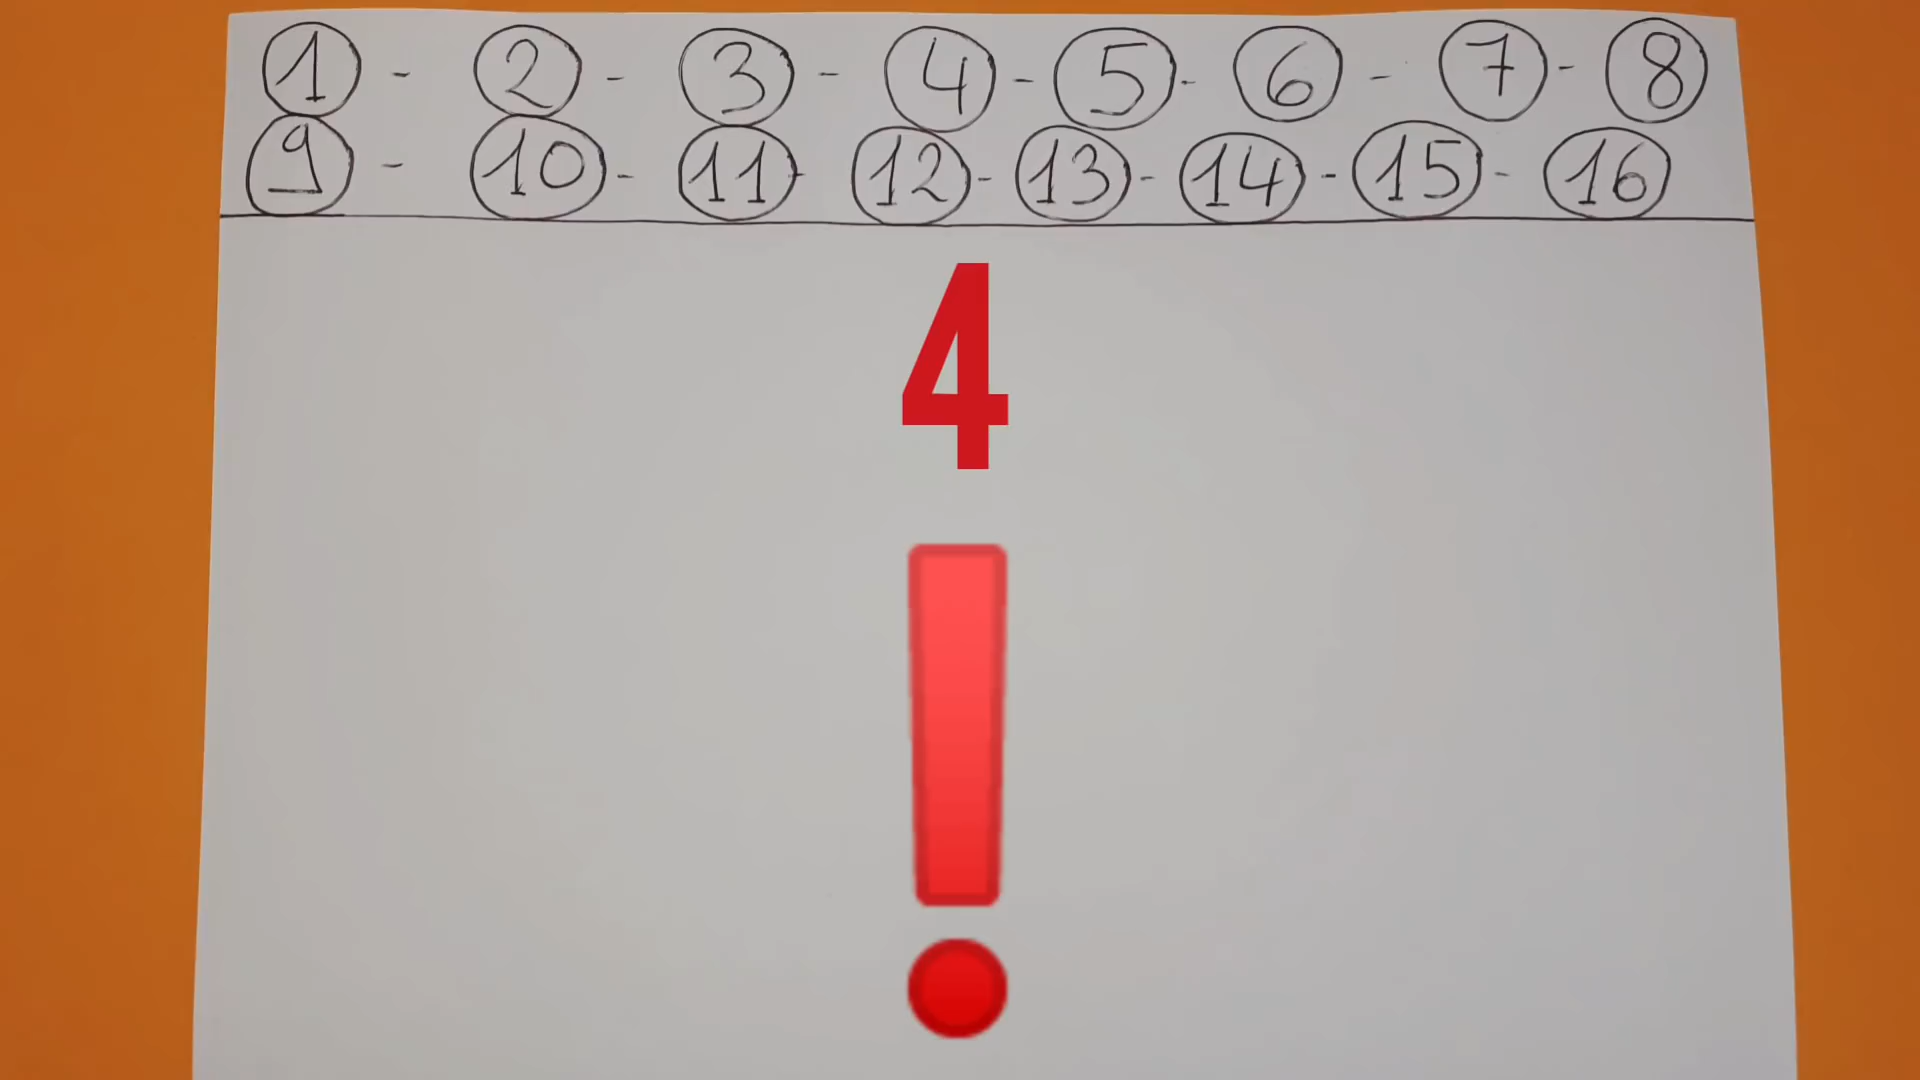 1 - 2 - 3 - 4 - 5 - 6 - 7 - 8
9 - 10 - 11 - 12 - 13 - 14 - 15 - 16
4
❗